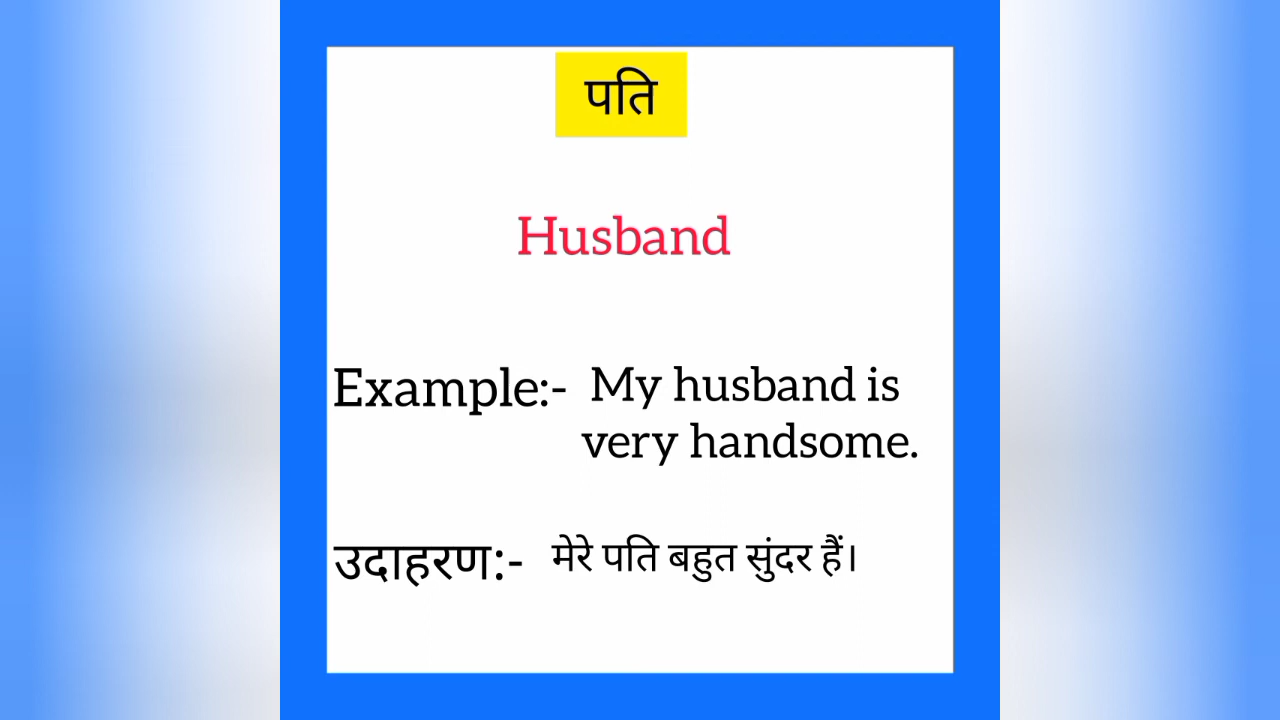 पति
Husband
Example:- My husband is
very handsome.
उदाहरण:- मेरे पति बहुत सुंदर हैं।